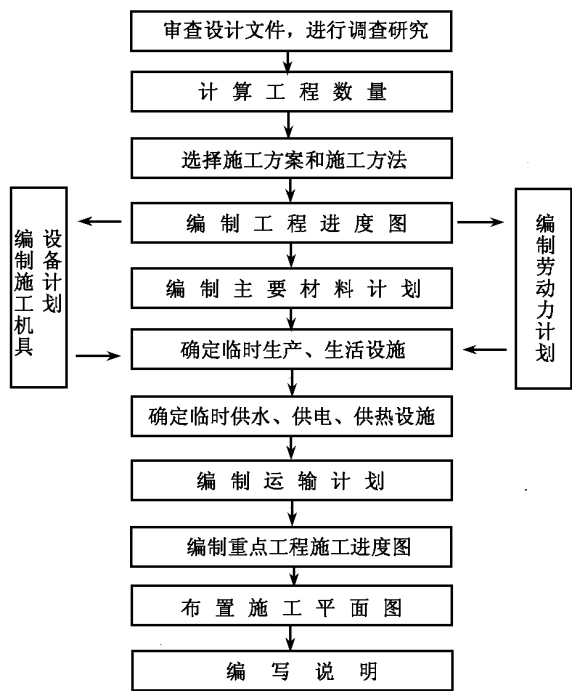 审查设计文件，进行调查研究
计算工程数量
选择施工方案和施工方法
编制工程进度图
编制施工机具
设备计划
编制劳动力计划
编制主要材料计划
确定临时生产、生活设施
确定临时供水、供电、供热设施
编制运输计划
编制重点工程施工进度图
布置施工平面图
编写说明